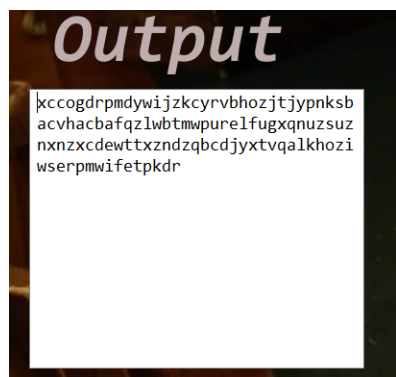 Output
xccogdrpmdywijzkcyrvbhozjtjypnksb
acvhacbafqzlwbtmwpurelfugxqnuzsuz
nxnzxcdewttxzndzqbcdjyxtvqalkhozi
wserpmwifetpkdr